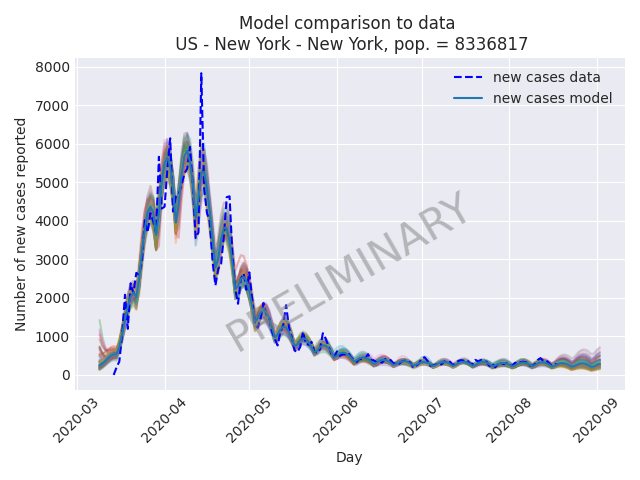 Model comparison to data
US - New York - New York, pop. = 8336817
new cases data
new cases model
Number of new cases reported
8000
7000
6000
5000
4000
3000
2000
1000
0
PRELIMINARY
2020-03
2020-04
2020-05
2020-06
2020-07
2020-08
2020-09
Day